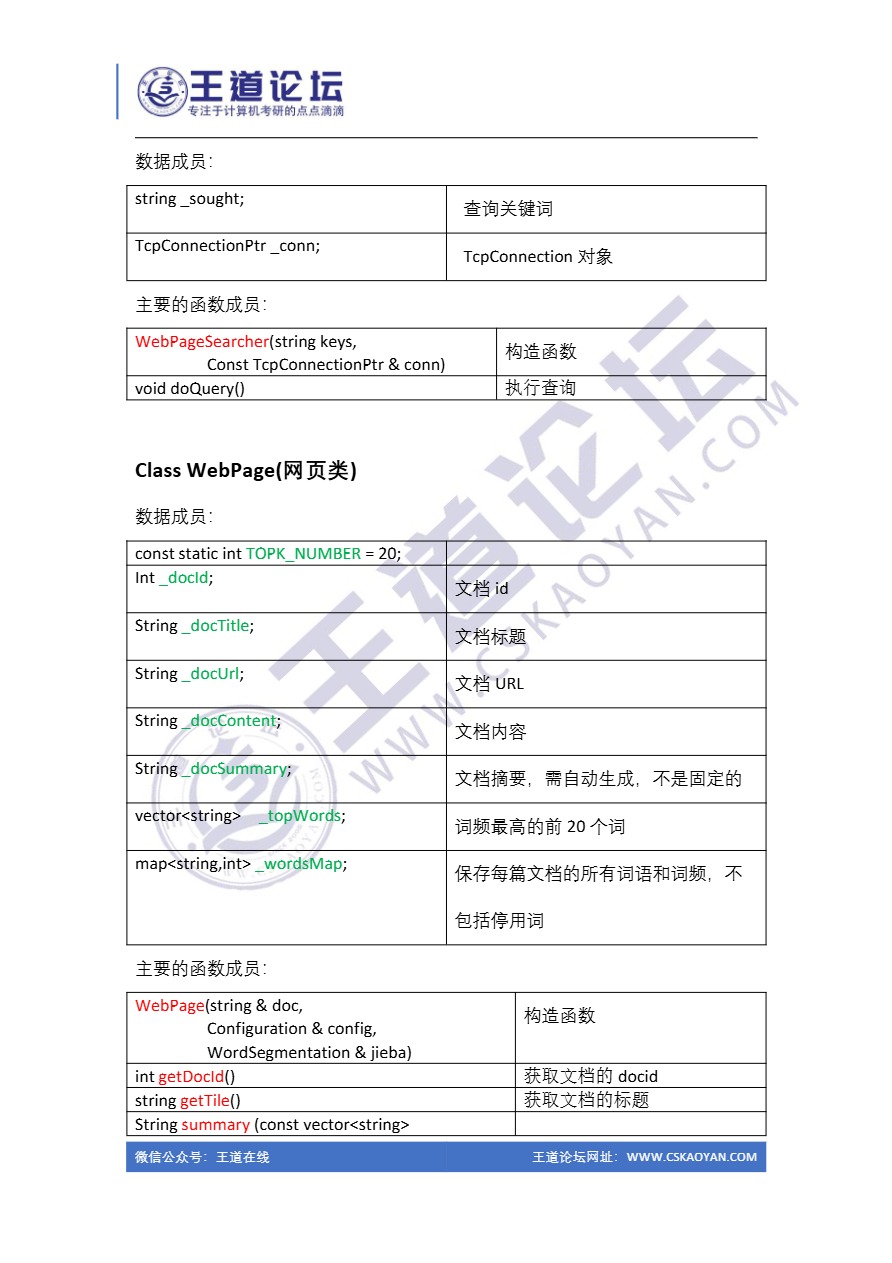 王道论坛
专注于计算机考研的点点滴滴
数据成员：
string _sought;
查询关键词
TcpConnectionPtr _conn;
TcpConnection 对象
主要的函数成员：
WebPageSearcher(string keys,
Const TcpConnectionPtr & conn)
构造函数
void doQuery()
执行查询
Class WebPage(网页类)
数据成员：
const static int TOPK_NUMBER = 20;
Int _docId;
文档 id
String _docTitle;
文档标题
String _docUrl;
文档 URL
String _docContent;
文档内容
String _docSummary;
文档摘要，需自动生成，不是固定的
vector<string> _topWords;
词频最高的前 20 个词
map<string,int> _wordsMap;
保存每篇文档的所有词语和词频，不
包括停用词
主要的函数成员：
WebPage(string & doc,
Configuration & config,
WordSegmentation & jieba)
构造函数
int getDocId()
获取文档的 docid
string getTile()
获取文档的标题
String summary (const vector<string>
微信公众号：王道在线
王道论坛网址：WWW.CSKAOYAN.COM
王道论坛
WWW.CSKAOYAN.COM